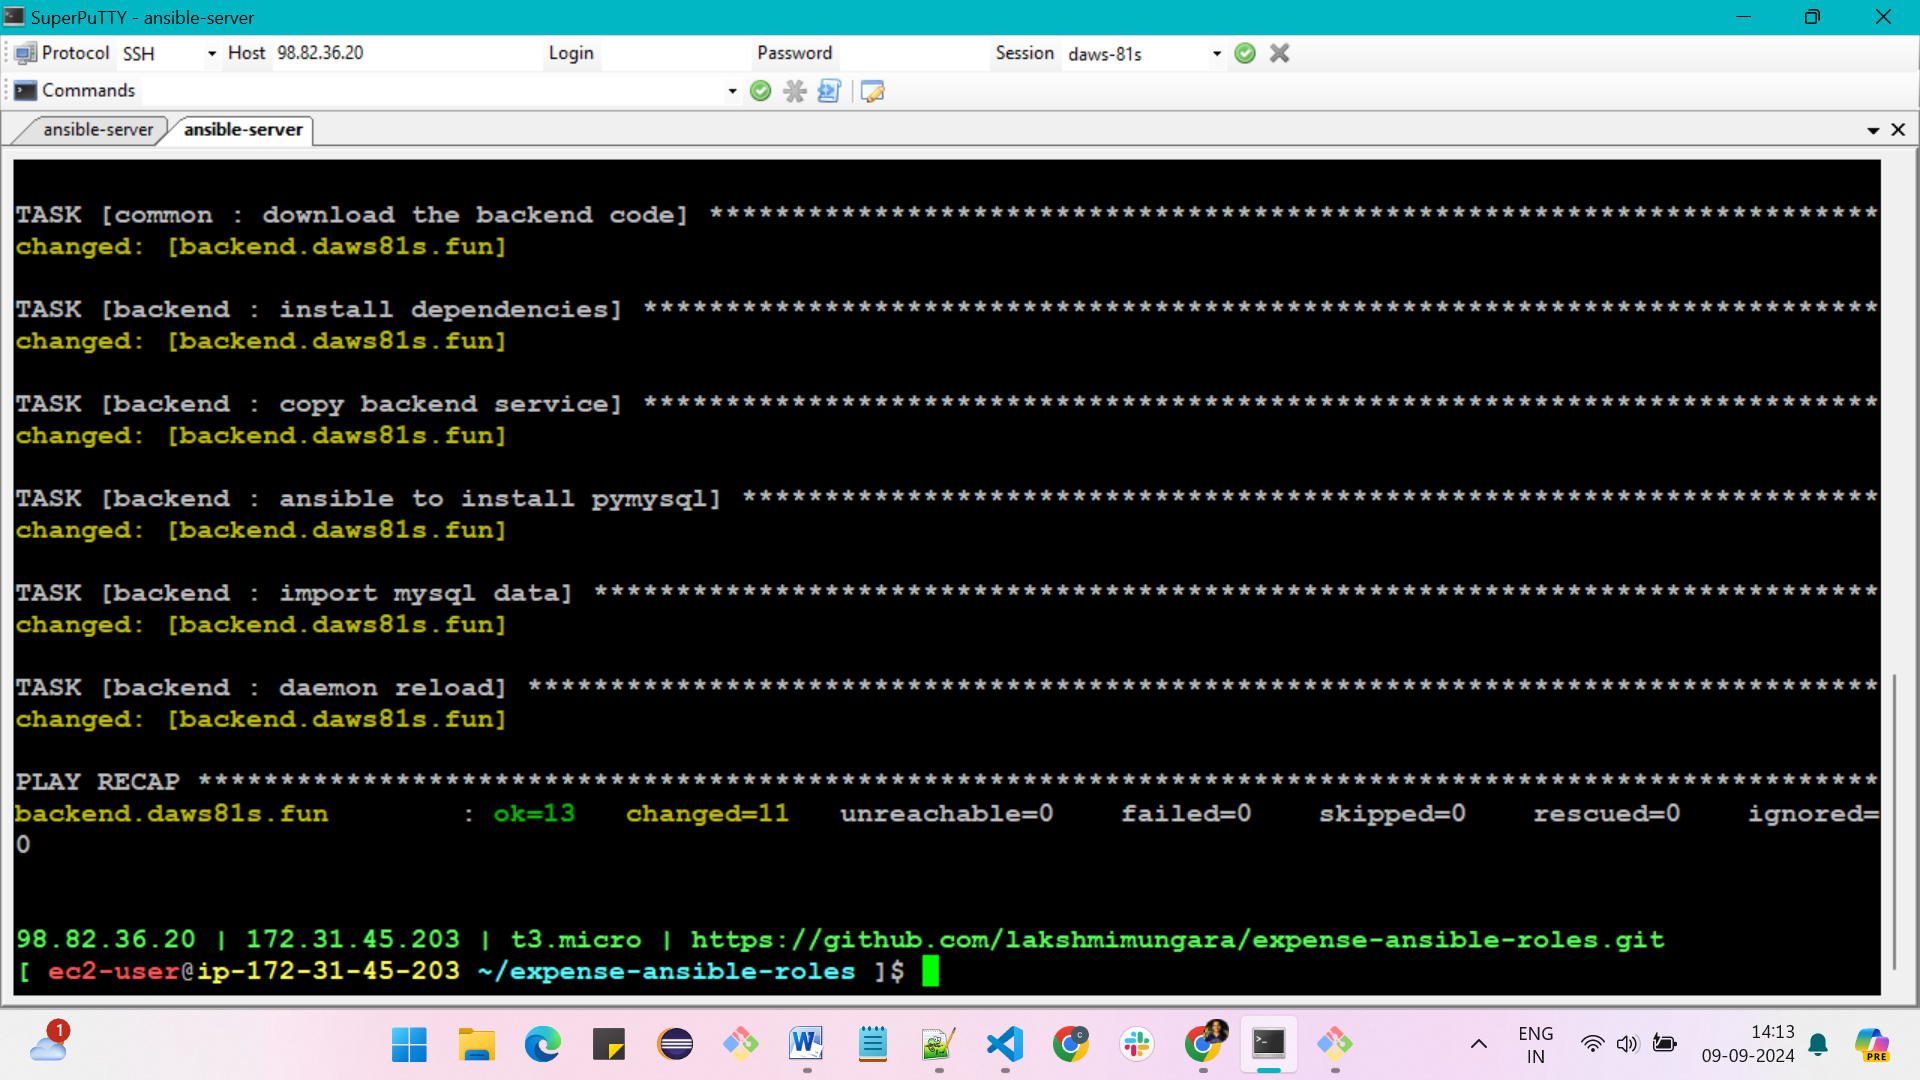 SuperPuTTY - ansible-server
Protocol SSH Host 98.82.36.20 Login Password Session daws-81s
Commands
ansible-server ansible-server
TASK [common : download the backend code] ***********************************************************************
changed: [backend.daws81s.fun]
TASK [backend : install dependencies] ***************************************************************************
changed: [backend.daws81s.fun]
TASK [backend : copy backend service] ***************************************************************************
changed: [backend.daws81s.fun]
TASK [backend : ansible to install pymysql] *********************************************************************
changed: [backend.daws81s.fun]
TASK [backend : import mysql data] ******************************************************************************
changed: [backend.daws81s.fun]
TASK [backend : daemon reload] **********************************************************************************
changed: [backend.daws81s.fun]
PLAY RECAP ******************************************************************************************************
backend.daws81s.fun : ok=13 changed=11 unreachable=0 failed=0 skipped=0 rescued=0 ignored=
0
98.82.36.20 | 172.31.45.203 | t3.micro | https://github.com/lakshmimungara/expense-ansible-roles.git
[ ec2-user@ip-172-31-45-203 ~/expense-ansible-roles ]$
1
ENG
IN
14:13
09-09-2024
PRE